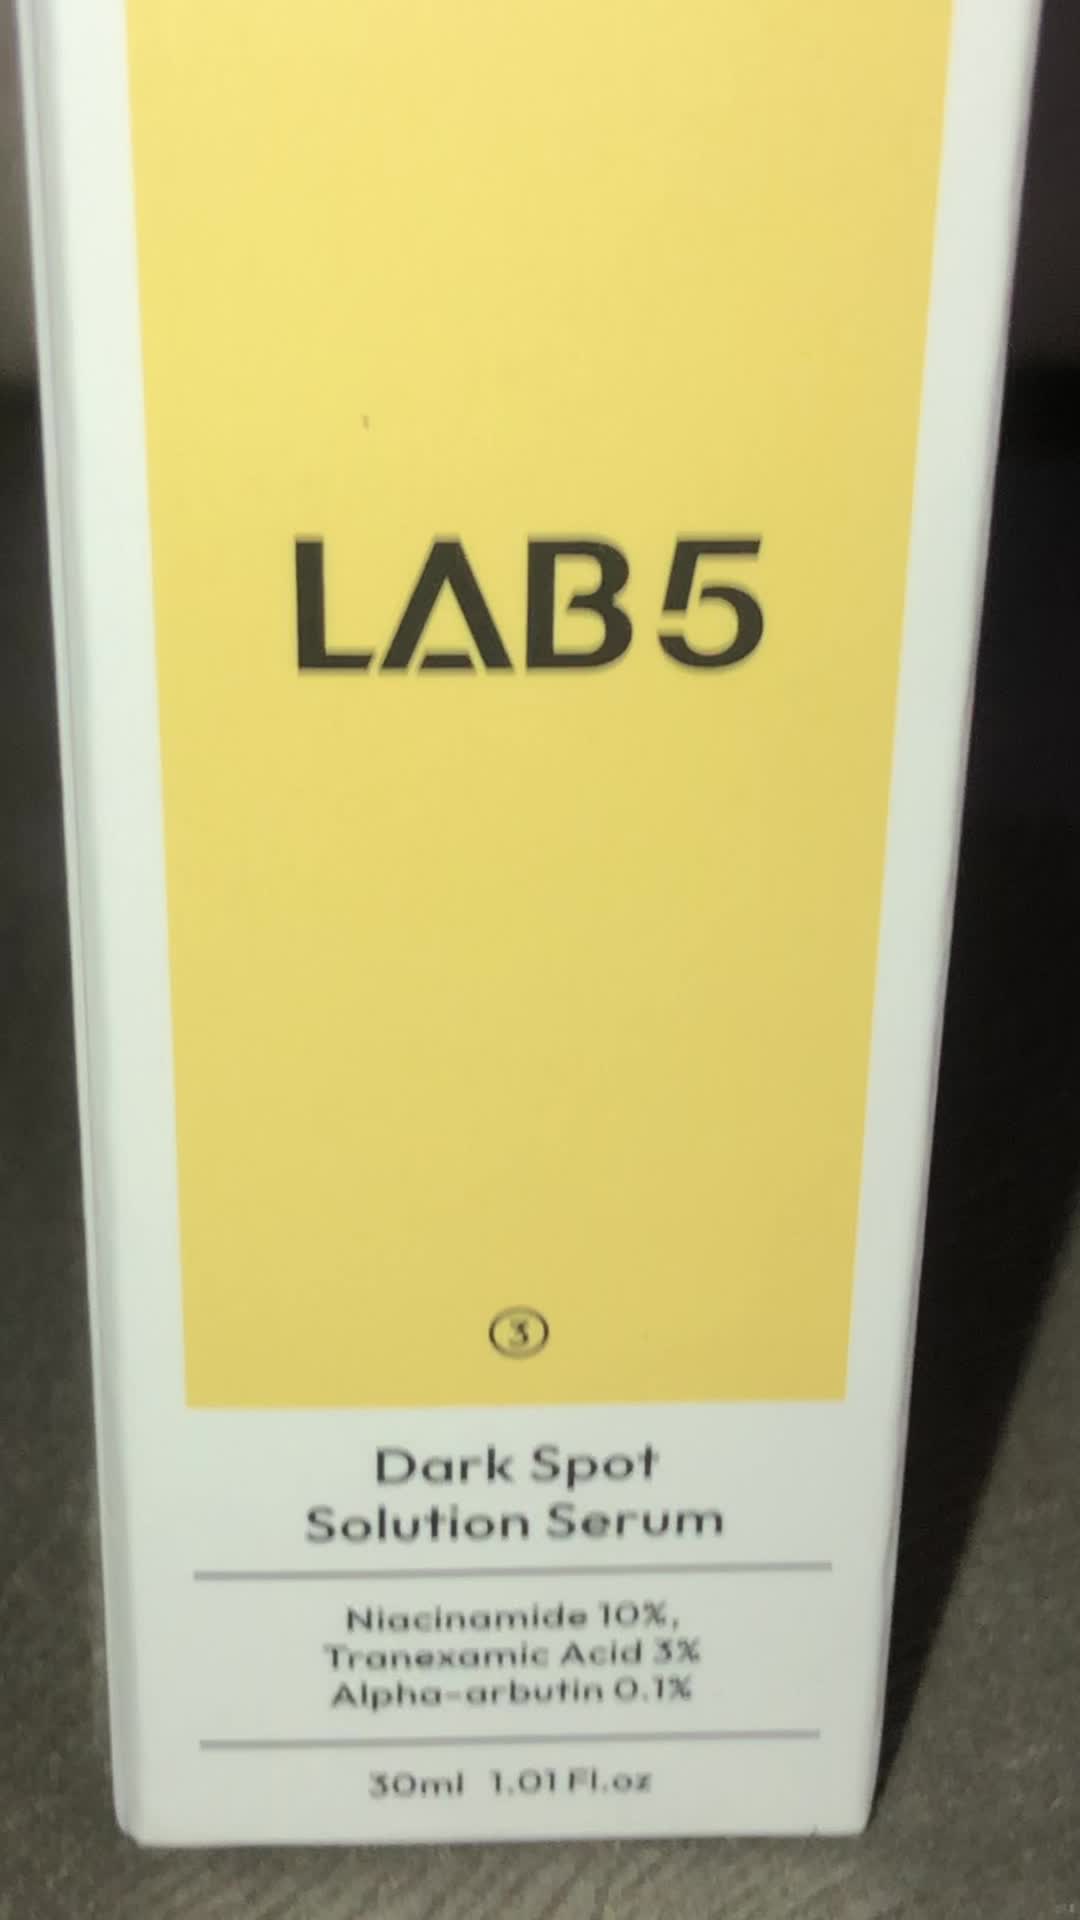 LAB5
3
Dark Spot
Solution Serum
Niacinamide 10%,
Tranexamic Acid 3%
Alpha-arbutin 0.1%
30ml 1.01 Fl.oz